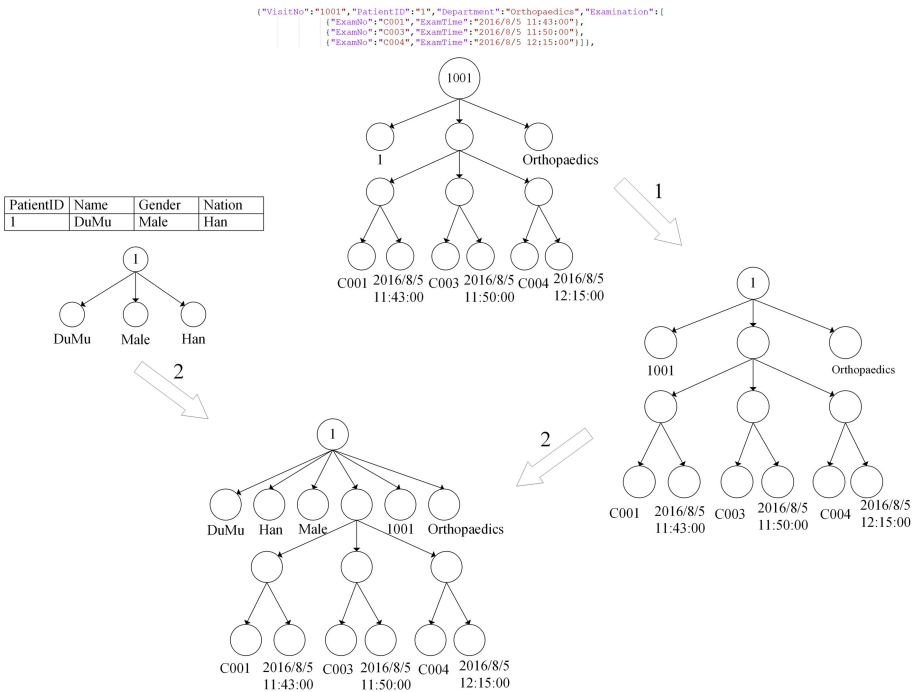 {"VisitNo":"1001","PatientID":"1","Department":"Orthopaedics","Examination":[
{"ExamNo":"C001","ExamTime":"2016/8/5 11:43:00"},
{"ExamNo":"C003","ExamTime":"2016/8/5 11:50:00"},
{"ExamNo":"C004","ExamTime":"2016/8/5 12:15:00"}]},
1001
1
Orthopaedics
C001
2016/8/5
11:43:00
C003
2016/8/5
11:50:00
C004
2016/8/5
12:15:00
1
PatientID Name Gender Nation
1 DuMu Male Han
1
DuMu Male Han
2
1
1001
Orthopaedics
C001
2016/8/5
11:43:00
C003
2016/8/5
11:50:00
C004
2016/8/5
12:15:00
2
1
DuMu Han Male 1001 Orthopaedics
C001
2016/8/5
11:43:00
C003
2016/8/5
11:50:00
C004
2016/8/5
12:15:00